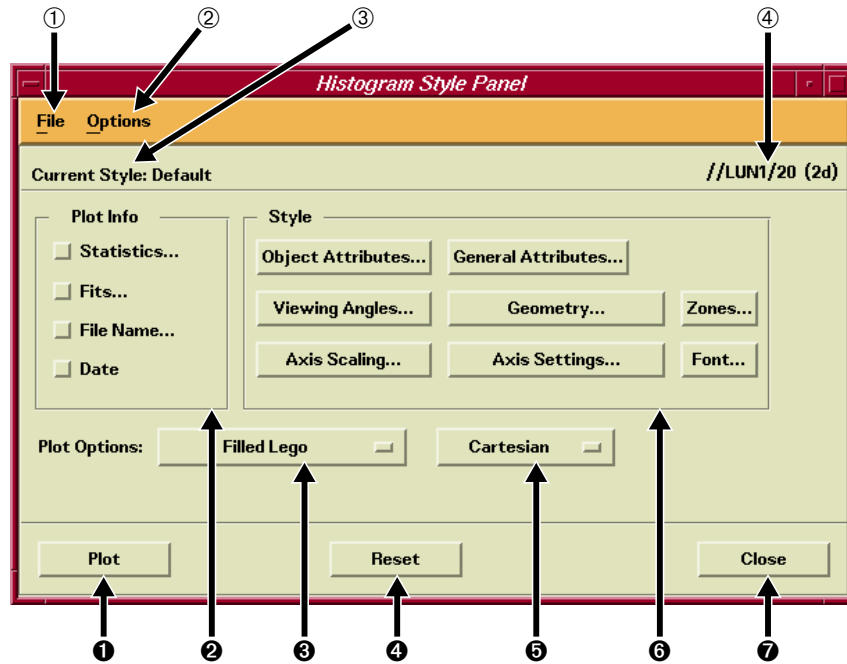 ① ② ③ ④
Histogram Style Panel
File Options
Current Style: Default //LUN1/20 (2d)
Plot Info Style
Statistics... Object Attributes... General Attributes...
Fits... Viewing Angles... Geometry... Zones...
File Name...
Date Axis Scaling... Axis Settings... Font...
Plot Options: Filled Lego Cartesian
Plot Reset Close
❶ ❷ ❸ ❹ ❺ ❻ ❼